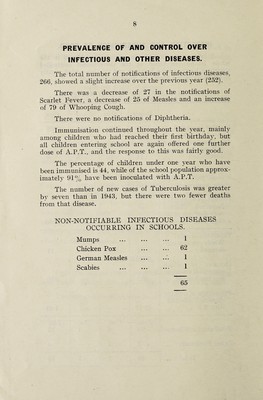 8
PREVALENCE OF AND CONTROL OVER
INFECTIOUS AND OTHER DISEASES.
The total number of notifications of infectious diseases,
266, showed a slight increase over the previous year (252).
There was a decrease of 27 in the notifications of
Scarlet Fever, a decrease of 25 of Measles and an increase
of 79 of Whooping Cough.
There were no notifications of Diphtheria.
Immunisation continued throughout the year, mainly
among children who had reached their first birthday, but
all children entering school are again offered one further
dose of A.P.T., and the response to this was fairly good.
The percentage of children under one year who have
been immunised is 44, while of the school population approx-
imately 91% have been inoculated with A.P.T.
The number of new cases of Tuberculosis was greater
by seven than in 1943, but there were two fewer deaths
from that disease.
NON-NOTIFIABLE INFECTIOUS DISEASES
OCCURRING IN SCHOOLS.
Mumps ... ... ... 1
Chicken Pox ... ... 62
German Measles ... ... 1
Scabies ... ... ... 1
65